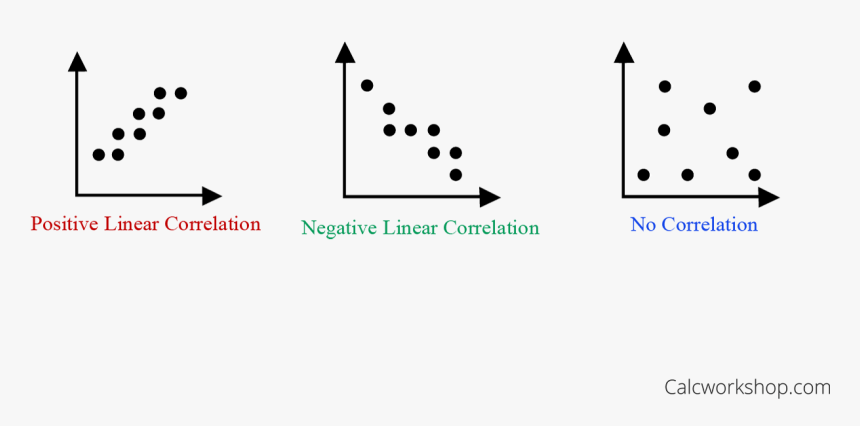 Positive Linear Correlation
Negative Linear Correlation
No Correlation
Calcworkshop.com